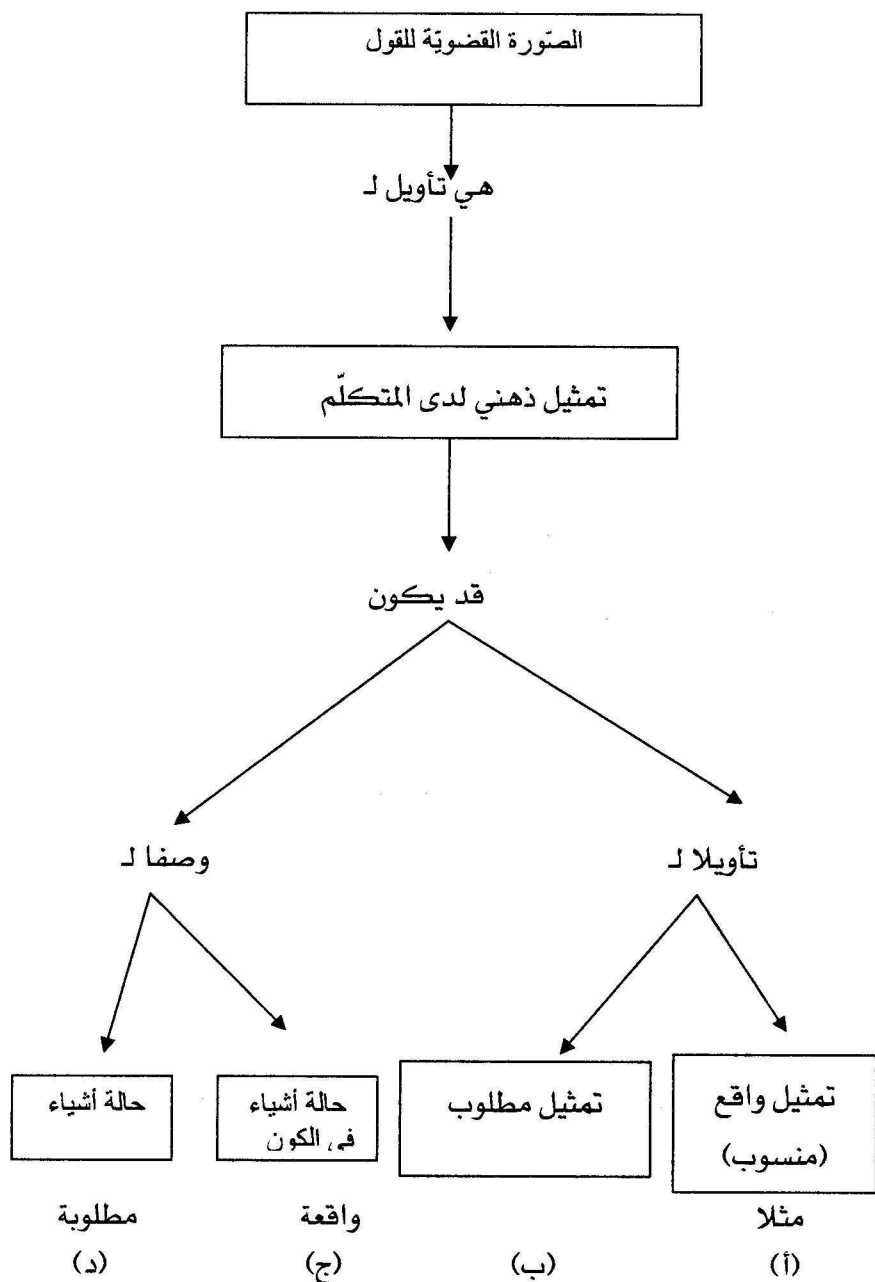 الصّورة القضويّة للقول
هي تأويل لـ
تمثيل ذهني لدى المتكلّم
قد يكون
تأويلا لـ
وصفا لـ
تمثيل واقع
(منسوب)
تمثيل مطلوب
حالة أشياء
في الكون
حالة أشياء
مثلا
واقعة
مطلوبة
(أ)
(ب)
(ج)
(د)